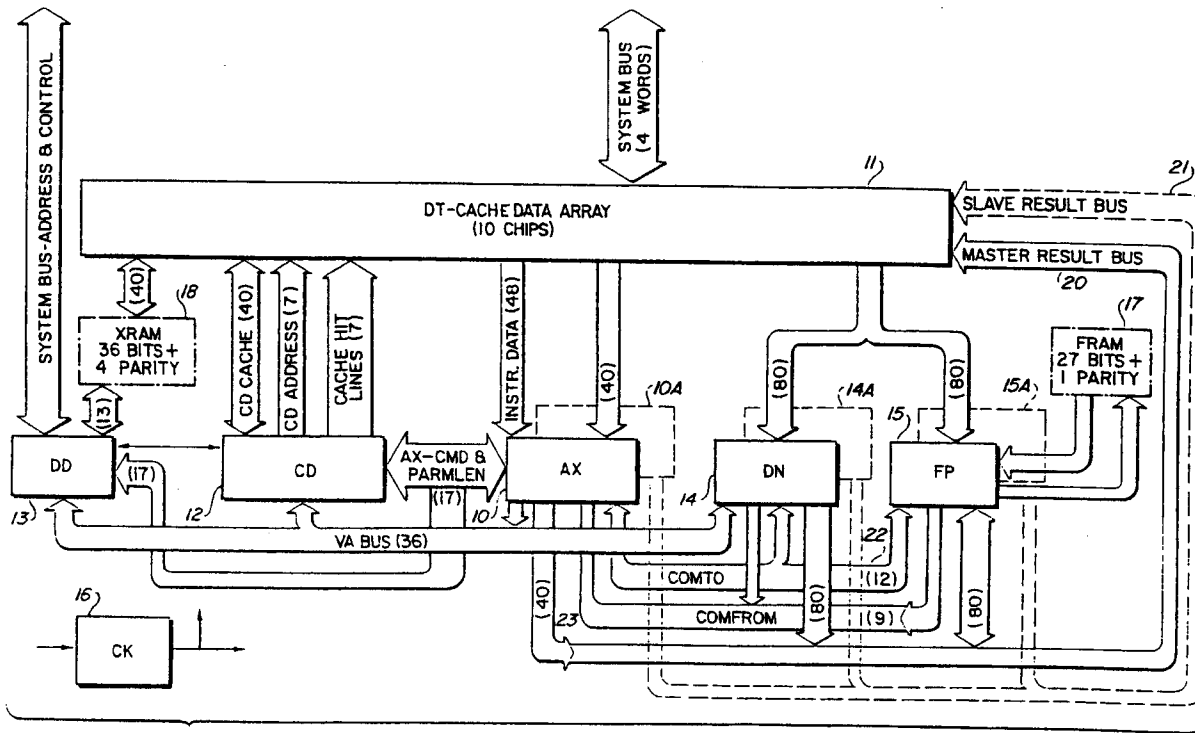 SYSTEM BUS-ADDRESS & CONTROL
SYSTEM BUS
(4 WORDS)
11
21
DT-CACHE DATA ARRAY
(10 CHIPS)
SLAVE RESULT BUS
MASTER RESULT BUS
20
(40)
18
XRAM
36 BITS +
4 PARITY
(13)
CD CACHE (40)
CD ADDRESS (7)
CACHE HIT
LINES (7)
INSTR. DATA (48)
(40)
10A
(80)
14A
(80)
15
15A
17
FRAM
27 BITS +
1 PARITY
DD
(17)
13
CD
12
AX-CMD &
PARMLEN
(17)
AX
10
DN
14
FP
VA BUS (36)
22
COMTO
(12)
COMFROM
(9)
(40)
23
(80)
(80)
16
CK